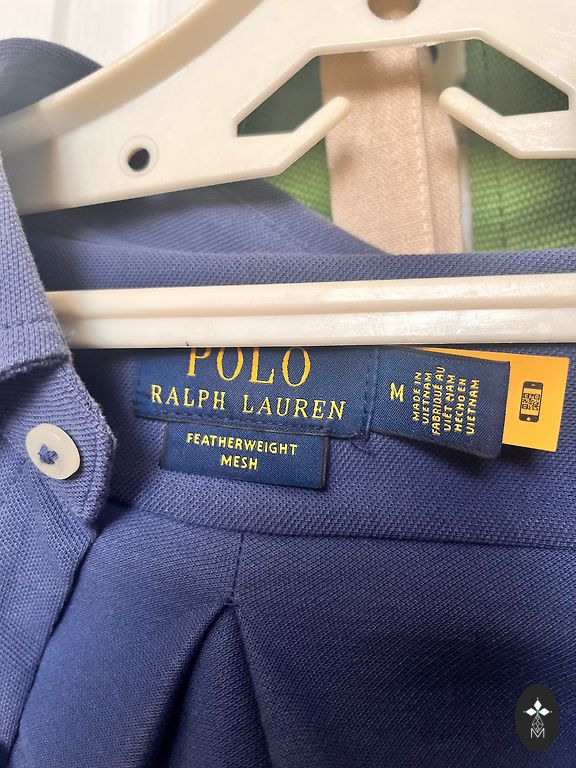 POLO
RALPH LAUREN
FEATHERWEIGHT
MESH
M
MADE IN
VIETNAM
FABRIQUÉ AU
VIET NAM
HECHO EN
VIETNAM